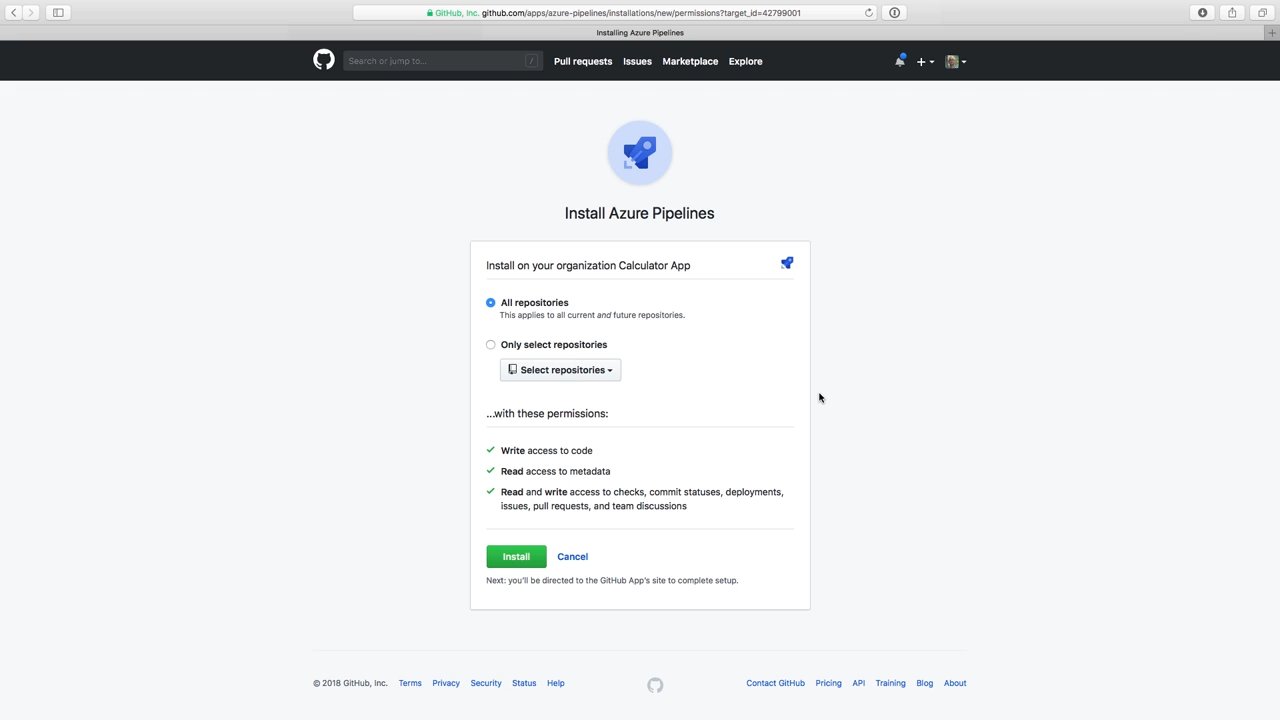 GitHub, Inc. github.com/apps/azure-pipelines/installations/new/permissions?target_id=42799001
Installing Azure Pipelines
Search or jump to... /
Pull requests Issues Marketplace Explore
Install Azure Pipelines
Install on your organization Calculator App
All repositories
This applies to all current and future repositories.
Only select repositories
Select repositories
...with these permissions:
Write access to code
Read access to metadata
Read and write access to checks, commit statuses, deployments,
issues, pull requests, and team discussions
Install Cancel
Next: you'll be directed to the GitHub App's site to complete setup.
© 2018 GitHub, Inc. Terms Privacy Security Status Help Contact GitHub Pricing API Training Blog About